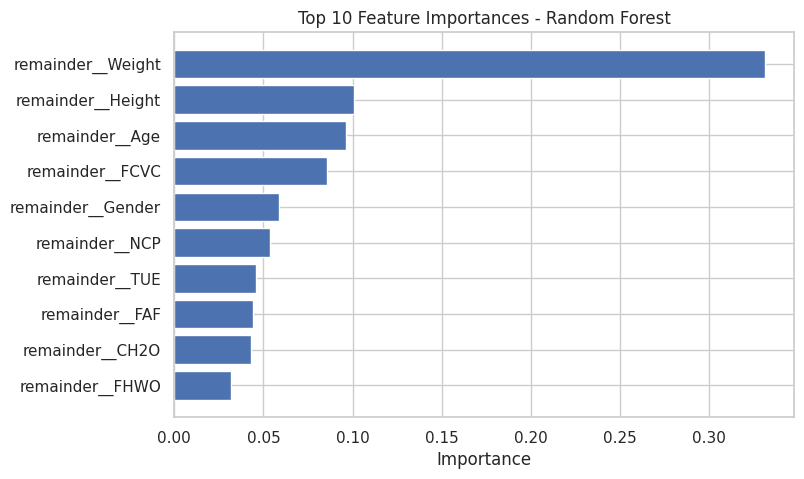 Top 10 Feature Importances - Random Forest
remainder__Weight
remainder__Height
remainder__Age
remainder__FCVC
remainder__Gender
remainder__NCP
remainder__TUE
remainder__FAF
remainder__CH2O
remainder__FHWO
0.00 0.05 0.10 0.15 0.20 0.25 0.30
Importance